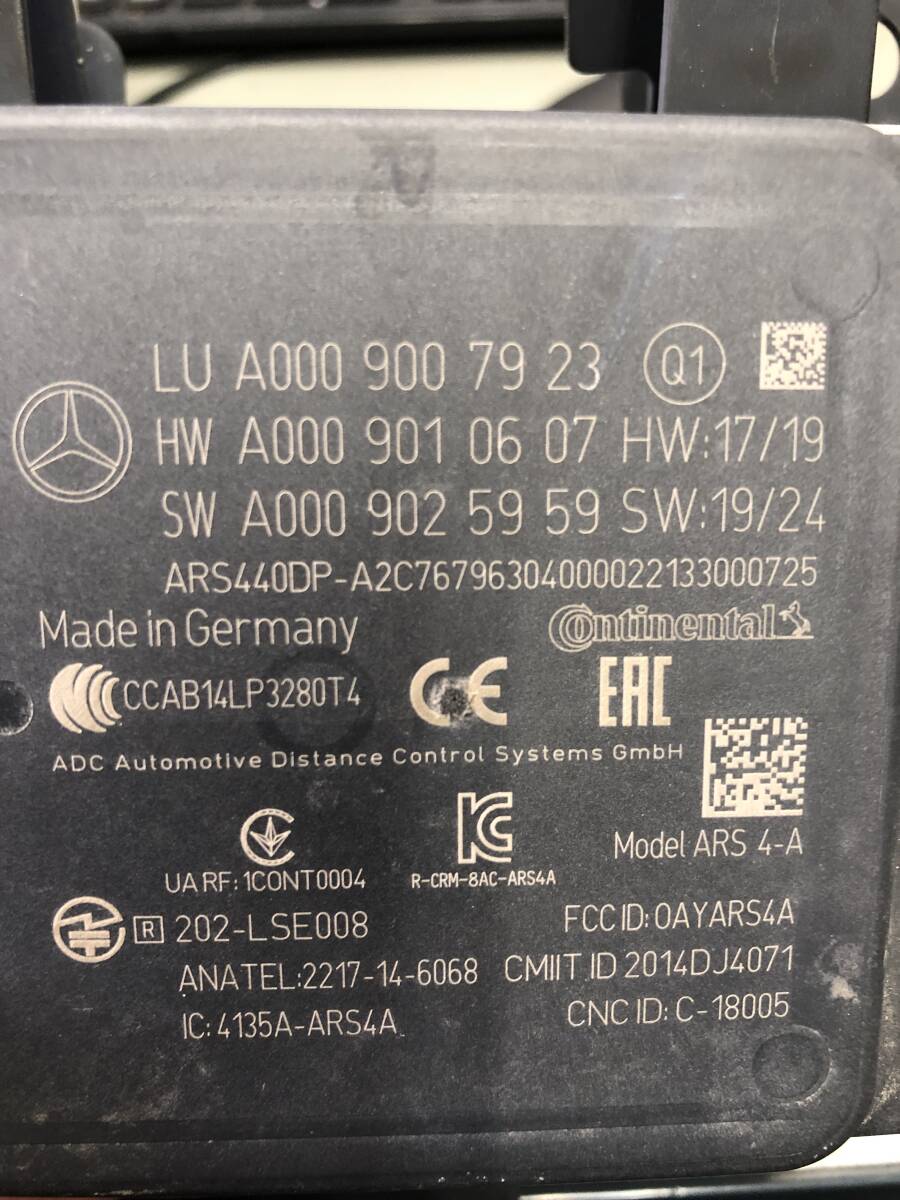 LU A000 900 79 23 Q1
HW A000 901 06 07 HW:17/19
SW A000 902 59 59 SW:19/24
ARS440DP-A2C76796304000022133000725
Made in Germany Continental
CCAB14LP3280T4 CE EAC
ADC Automotive Distance Control Systems GmbH
Model ARS 4-A
UA RF: 1CONT0004 R-CRM-8AC-ARS4A
R 202-LSE008 FCC ID: OAYARS4A
ANATEL:2217-14-6068 CMIIT ID 2014DJ4071
IC: 4135A-ARS4A CNC ID: C-18005